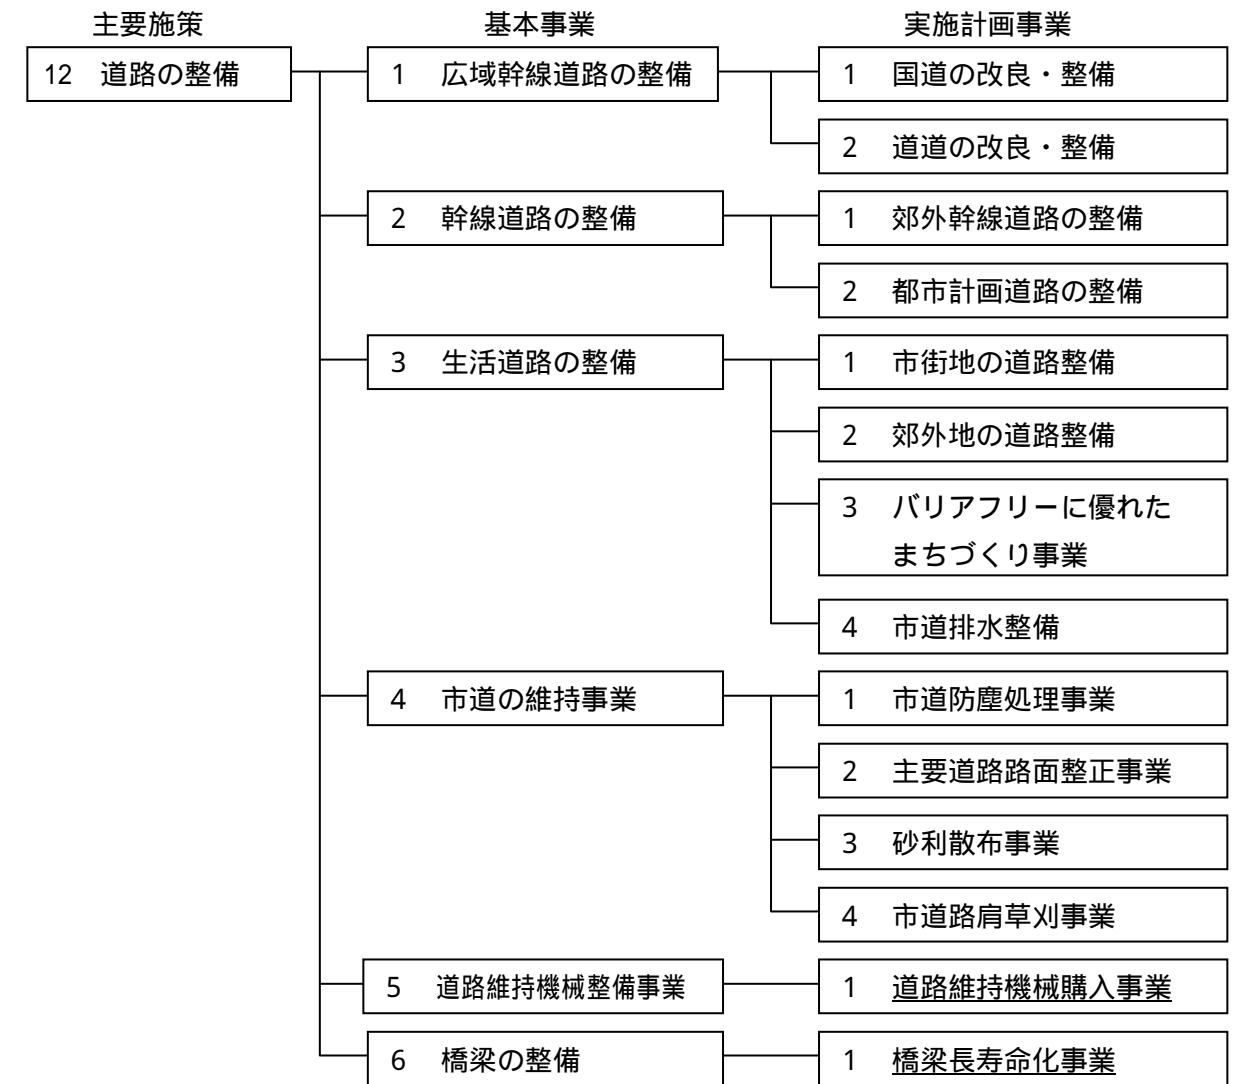 主要施策 基本事業 実施計画事業
12 道路の整備 1 広域幹線道路の整備 1 国道の改良・整備
2 道道の改良・整備
2 幹線道路の整備 1 郊外幹線道路の整備
2 都市計画道路の整備
3 生活道路の整備 1 市街地の道路整備
2 郊外地の道路整備
3 バリアフリーに優れた
まちづくり事業
4 市道排水整備
4 市道の維持事業 1 市道防塵処理事業
2 主要道路路面整正事業
3 砂利散布事業
4 市道路肩草刈事業
5 道路維持機械整備事業 1 道路維持機械購入事業
6 橋梁の整備 1 橋梁長寿命化事業